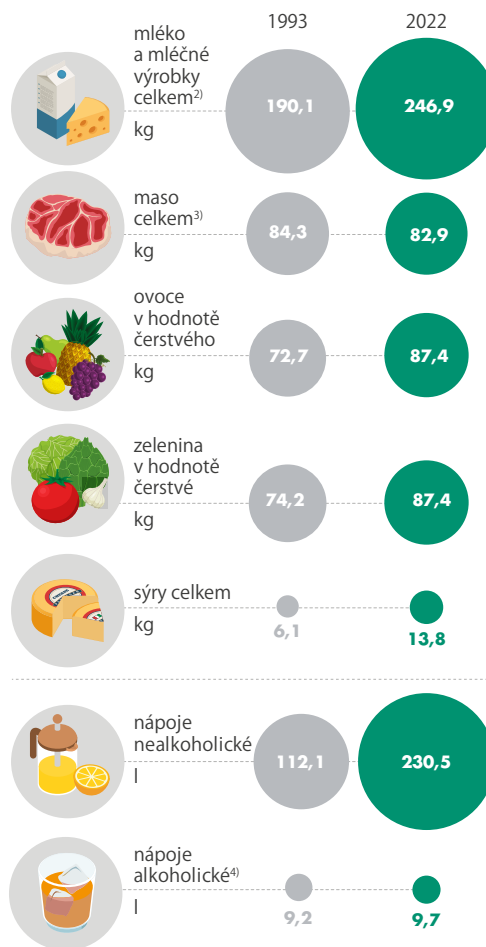 1993 2022
mléko
a mléčné
výrobky
celkem²⁾
kg
190,1 246,9
maso
celkem³⁾
kg
84,3 82,9
ovoce
v hodnotě
čerstvého
kg
72,7 87,4
zelenina
v hodnotě
čerstvé
kg
74,2 87,4
sýry celkem
kg
6,1 13,8
nápoje
nealkoholické
l
112,1 230,5
nápoje
alkoholické⁴⁾
l
9,2 9,7